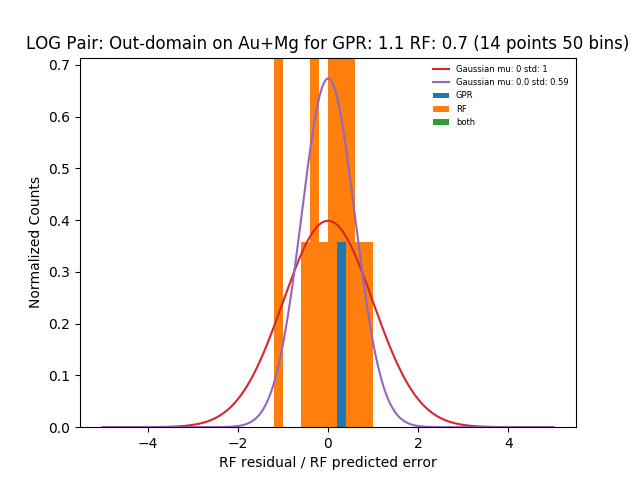 LOG Pair: Out-domain on Au+Mg for GPR: 1.1 RF: 0.7 (14 points 50 bins)
Gaussian mu: 0 std: 1
Gaussian mu: 0.0 std: 0.59
GPR
RF
both
Normalized Counts
0.7
0.6
0.5
0.4
0.3
0.2
0.1
0.0
−4
−2
0
2
4
RF residual / RF predicted error